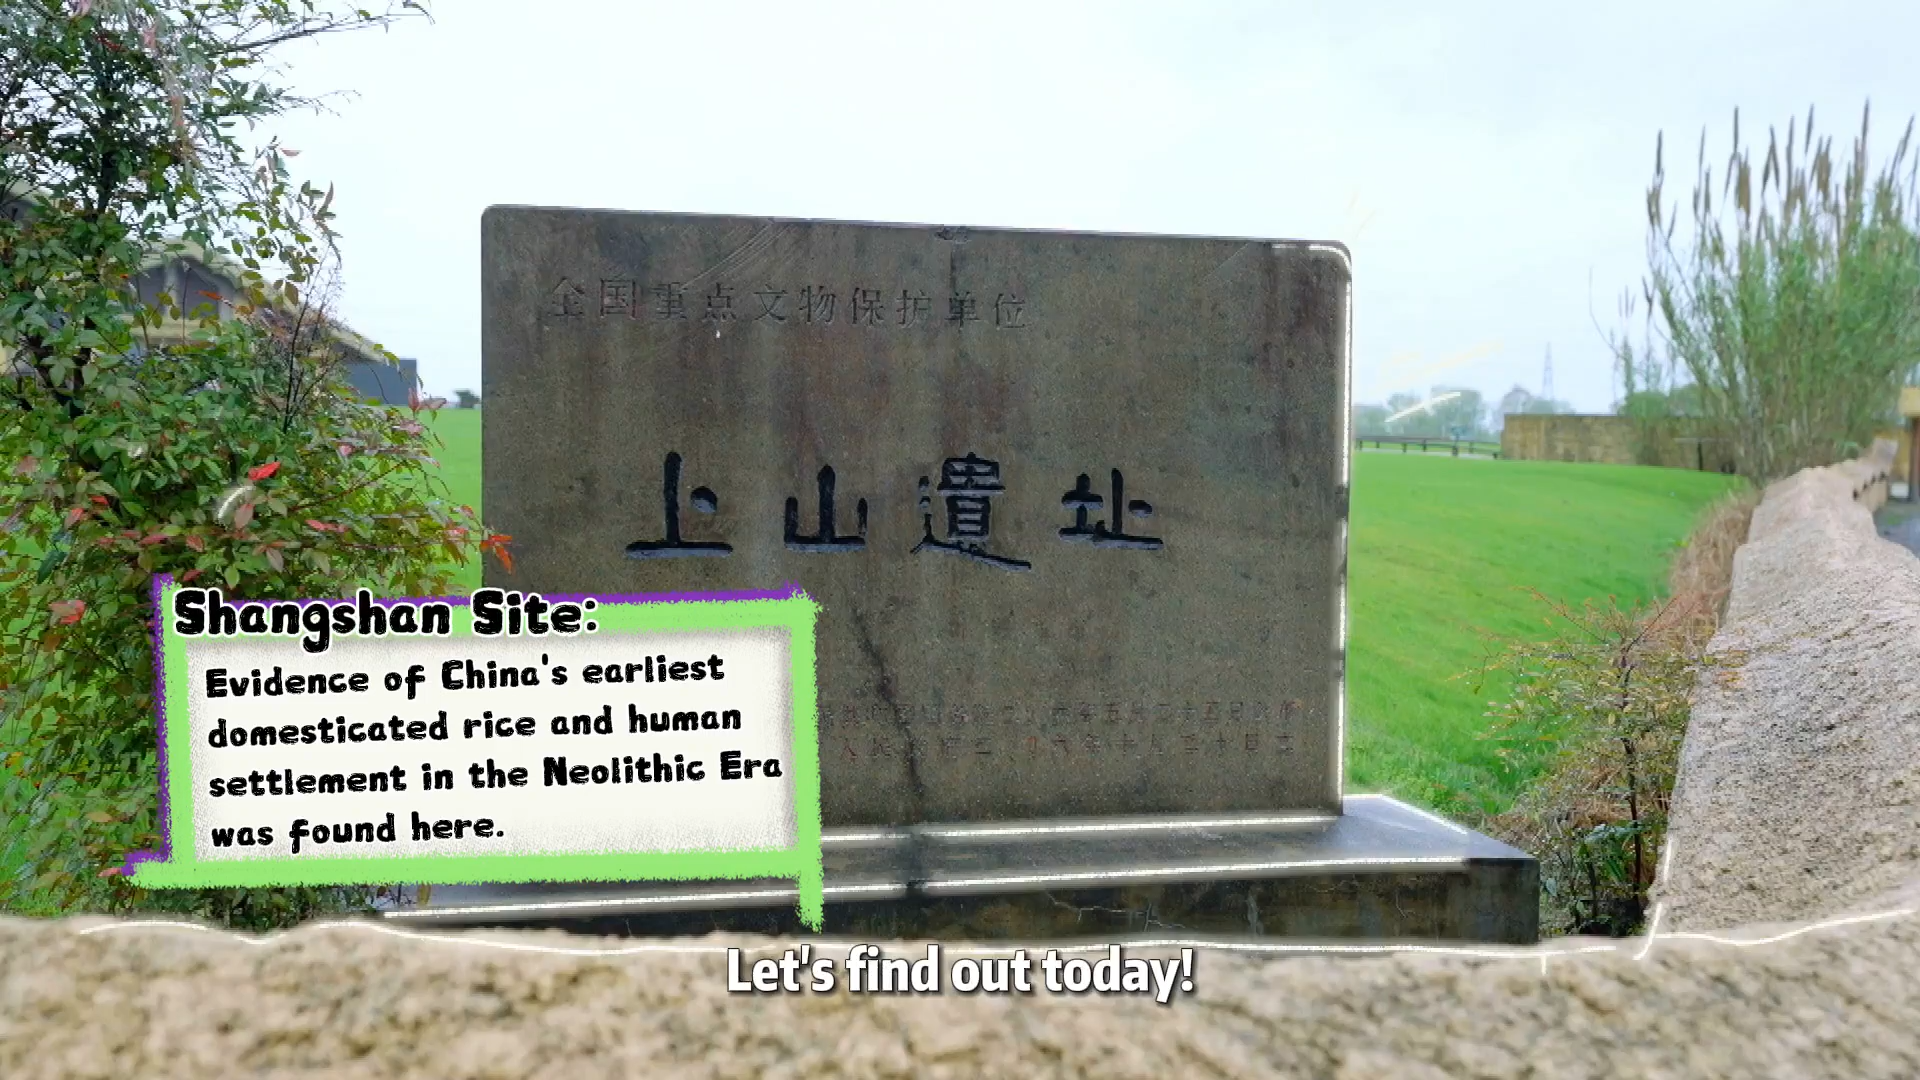 全国重点文物保护单位
上山遺址
Shangshan Site:
Evidence of China's earliest
domesticated rice and human
settlement in the Neolithic Era
was found here.
Let's find out today!